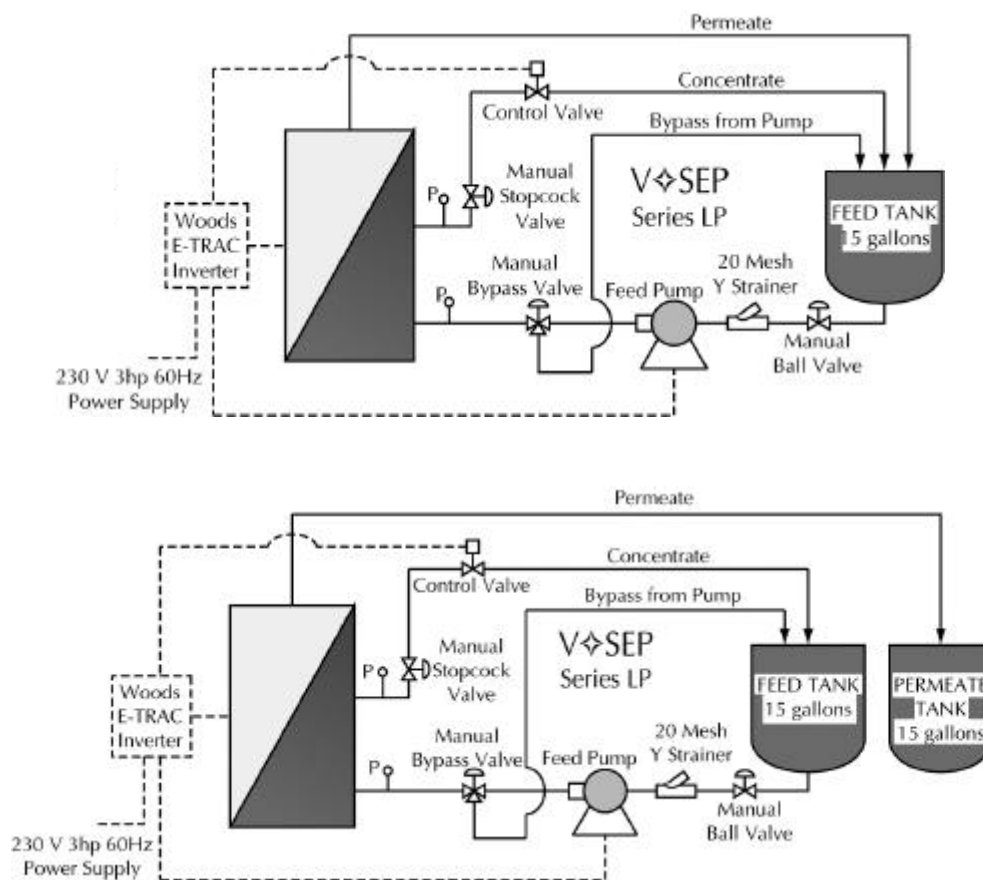 Permeate
Concentrate
Control Valve
Bypass from Pump
Manual
Stopcock
Valve
P
V✧SEP
Series LP
FEED TANK
15 gallons
Woods
E-TRAC
Inverter
Manual
Bypass Valve
P
Feed Pump
20 Mesh
Y Strainer
Manual
Ball Valve
230 V 3hp 60Hz
Power Supply
Permeate
Concentrate
Control Valve
Bypass from Pump
Manual
Stopcock
Valve
P
V✧SEP
Series LP
FEED TANK
15 gallons
PERMEATE
TANK
15 gallons
Woods
E-TRAC
Inverter
Manual
Bypass Valve
P
Feed Pump
20 Mesh
Y Strainer
Manual
Ball Valve
230 V 3hp 60Hz
Power Supply